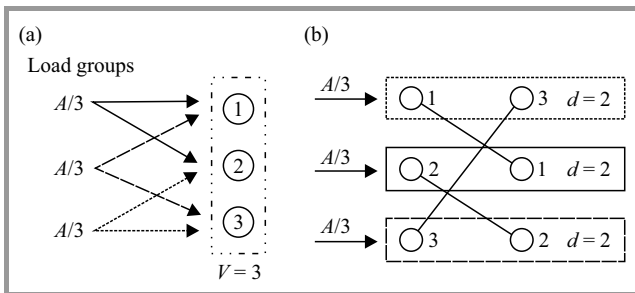 (a)
Load groups
A/3
A/3
A/3
1
2
3
V = 3
(b)
A/3
1
3
d = 2
A/3
2
1
d = 2
A/3
3
2
d = 2